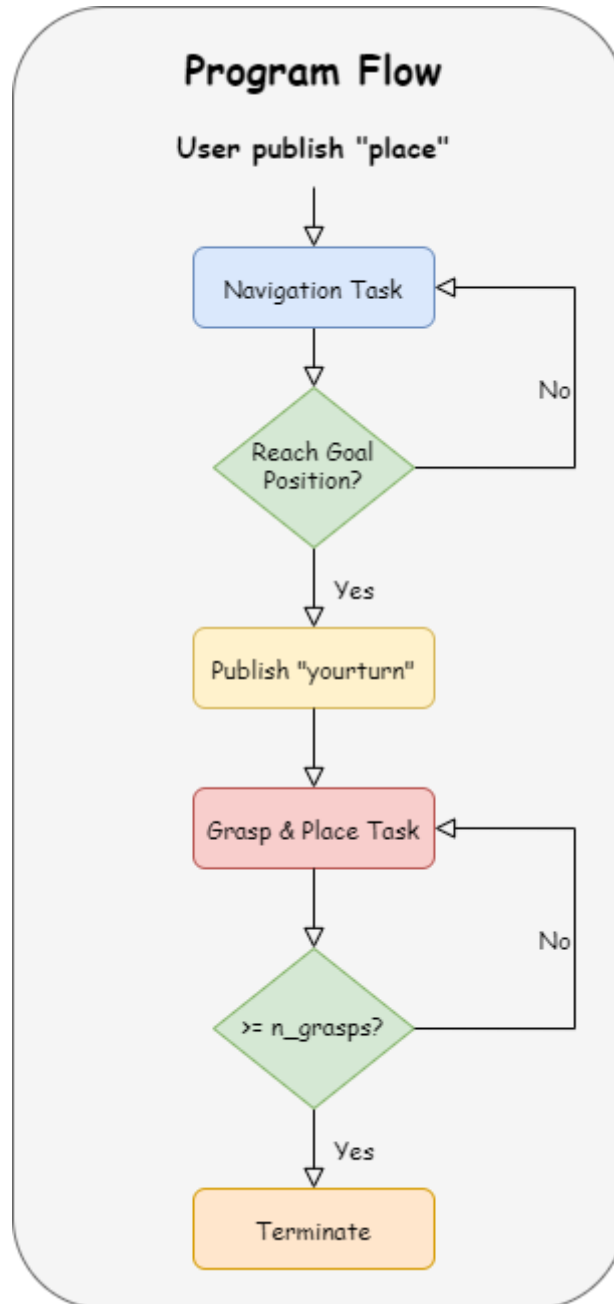 Program Flow
User publish "place"
Navigation Task
No
Reach Goal
Position?
Yes
Publish "yourturn"
Grasp & Place Task
No
>= n_grasps?
Yes
Terminate